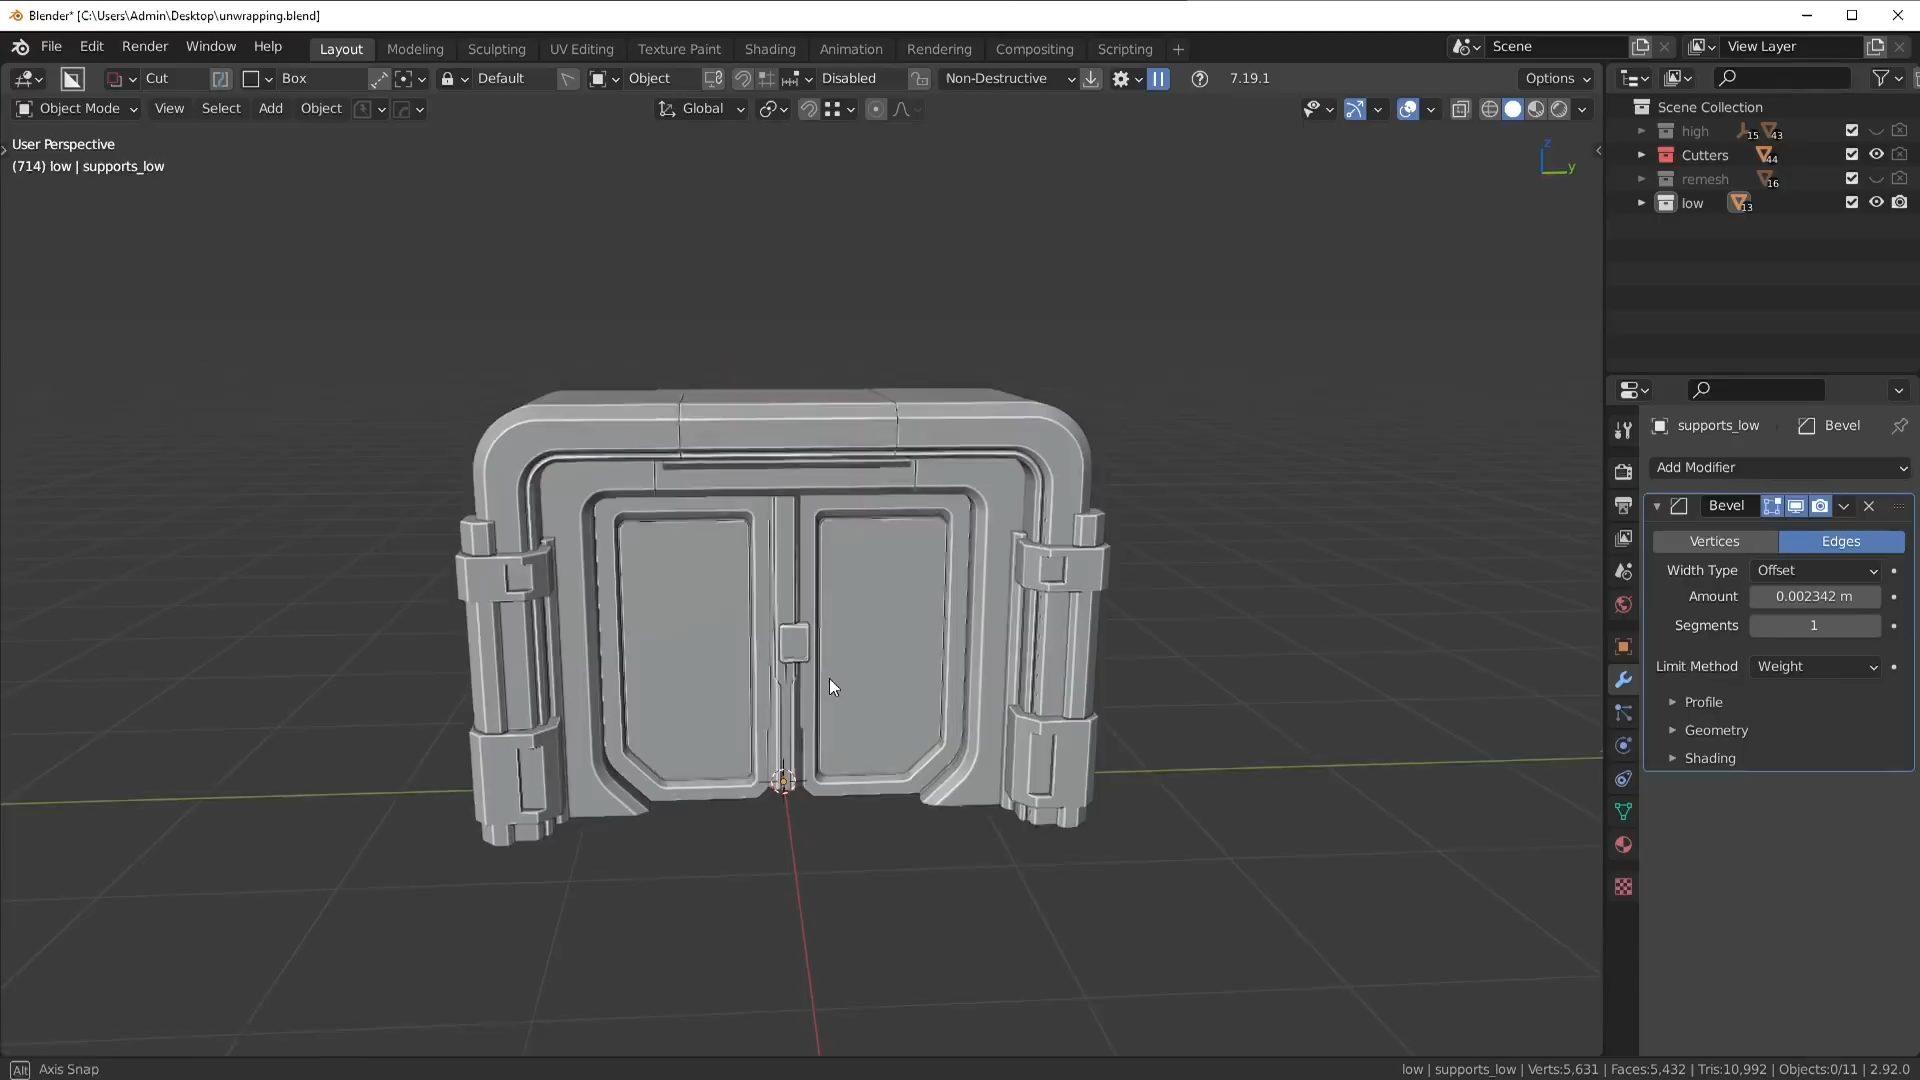 Blender* [C:\Users\Admin\Desktop\unwrapping.blend]
File Edit Render Window Help Layout Modeling Sculpting UV Editing Texture Paint Shading Animation Rendering Compositing Scripting + Scene View Layer
Cut Box Default Object Disabled Non-Destructive 7.19.1 Options
Object Mode View Select Add Object Global
User Perspective
(714) low | supports_low
z
y
Scene Collection
high 15 43
Cutters 44
remesh 16
low 13
supports_low Bevel
Add Modifier
Bevel
Vertices Edges
Width Type Offset
Amount 0.002342 m
Segments 1
Limit Method Weight
Profile
Geometry
Shading
Alt Axis Snap
low | supports_low | Verts:5,631 | Faces:5,432 | Tris:10,992 | Objects:0/11 | 2.92.0